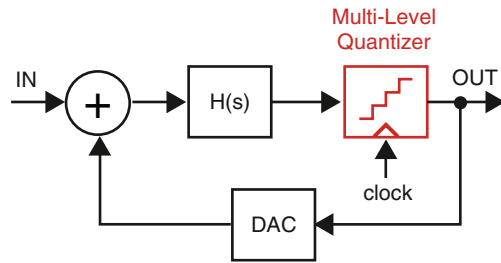 Multi-Level
Quantizer
IN
+
H(s)
OUT
clock
DAC